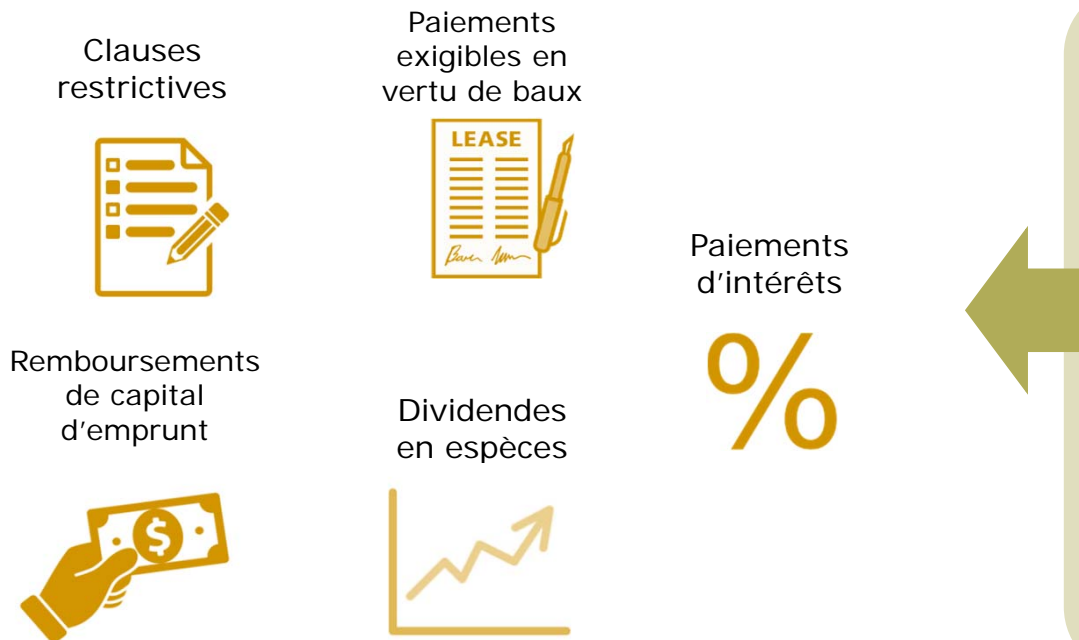 Clauses
restrictives
Paiements
exigibles en
vertu de baux
LEASE
Paiements
d'intérêts
%
Remboursements
de capital
d'emprunt
Dividendes
en espèces
$